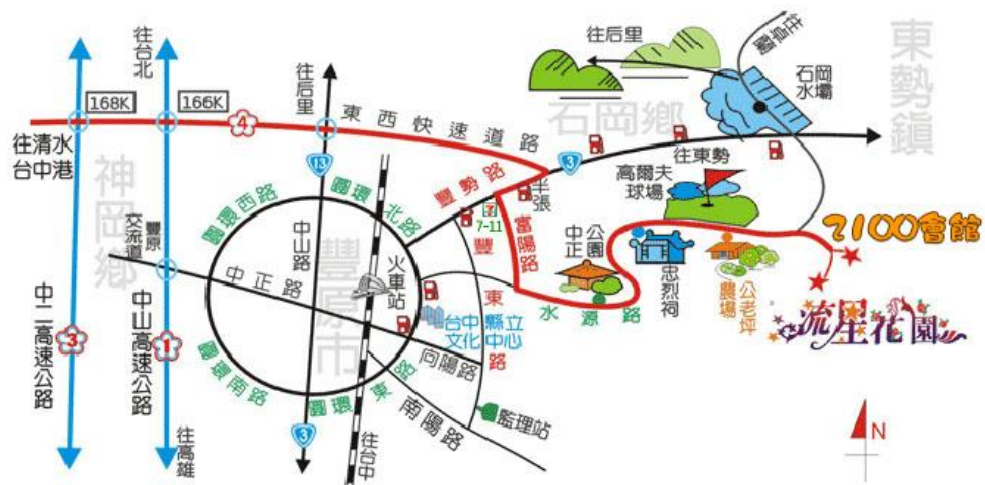 往台北
168K
166K
4
往清水
台中港
神岡鄉
豐原
交流道
中二高速公路
3
中山高速公路
1
往高雄
往后里
東西快速道路
13
圓環西路
圓環北路
中山路
中正路
豐原市
火車站
圓環南路
圓環東路
3
往台中
豐勢路
半張
3
7-11
富陽路
豐東路
台中縣立
文化中心
向陽路
南陽路
監理站
往后里
往卓蘭
石岡
水壩
石岡鄉
東勢鎮
往東勢
高爾夫
球場
中正
公園
忠烈祠
公老坪
農場
水源路
2100會館
流星花園
N